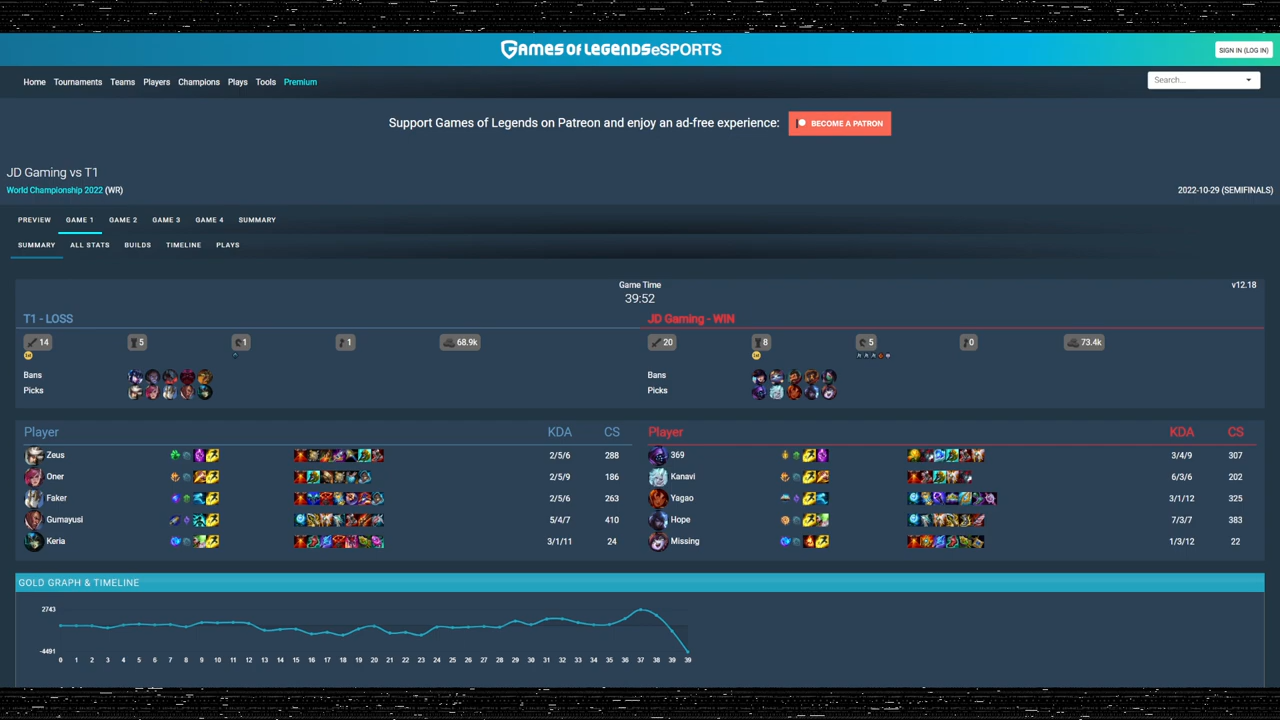 GAMES OF LEGENDS eSPORTS
SIGN IN (LOG IN)
Home Tournaments Teams Players Champions Plays Tools Premium
Search...
Support Games of Legends on Patreon and enjoy an ad-free experience: BECOME A PATRON
JD Gaming vs T1
World Championship 2022 (WR)
2022-10-29 (SEMIFINALS)
PREVIEW GAME 1 GAME 2 GAME 3 GAME 4 SUMMARY
SUMMARY ALL STATS BUILDS TIMELINE PLAYS
Game Time
v12.18
39:52
T1 - LOSS
14 5 1 1 68.9k
Bans
Picks
JD Gaming - WIN
20 8 5 0 73.4k
Bans
Picks
Player KDA CS
Zeus 2/5/6 288
Oner 2/5/9 186
Faker 2/5/6 263
Gumayusi 5/4/7 410
Keria 3/1/11 24
Player KDA CS
369 3/4/9 307
Kanavi 6/3/6 202
Yagao 3/1/12 325
Hope 7/3/7 383
Missing 1/3/12 22
GOLD GRAPH & TIMELINE
2743
-4491
0 1 2 3 4 5 6 7 8 9 10 11 12 13 14 15 16 17 18 19 20 21 22 23 24 25 26 27 28 29 30 31 32 33 34 35 36 37 38 39 39